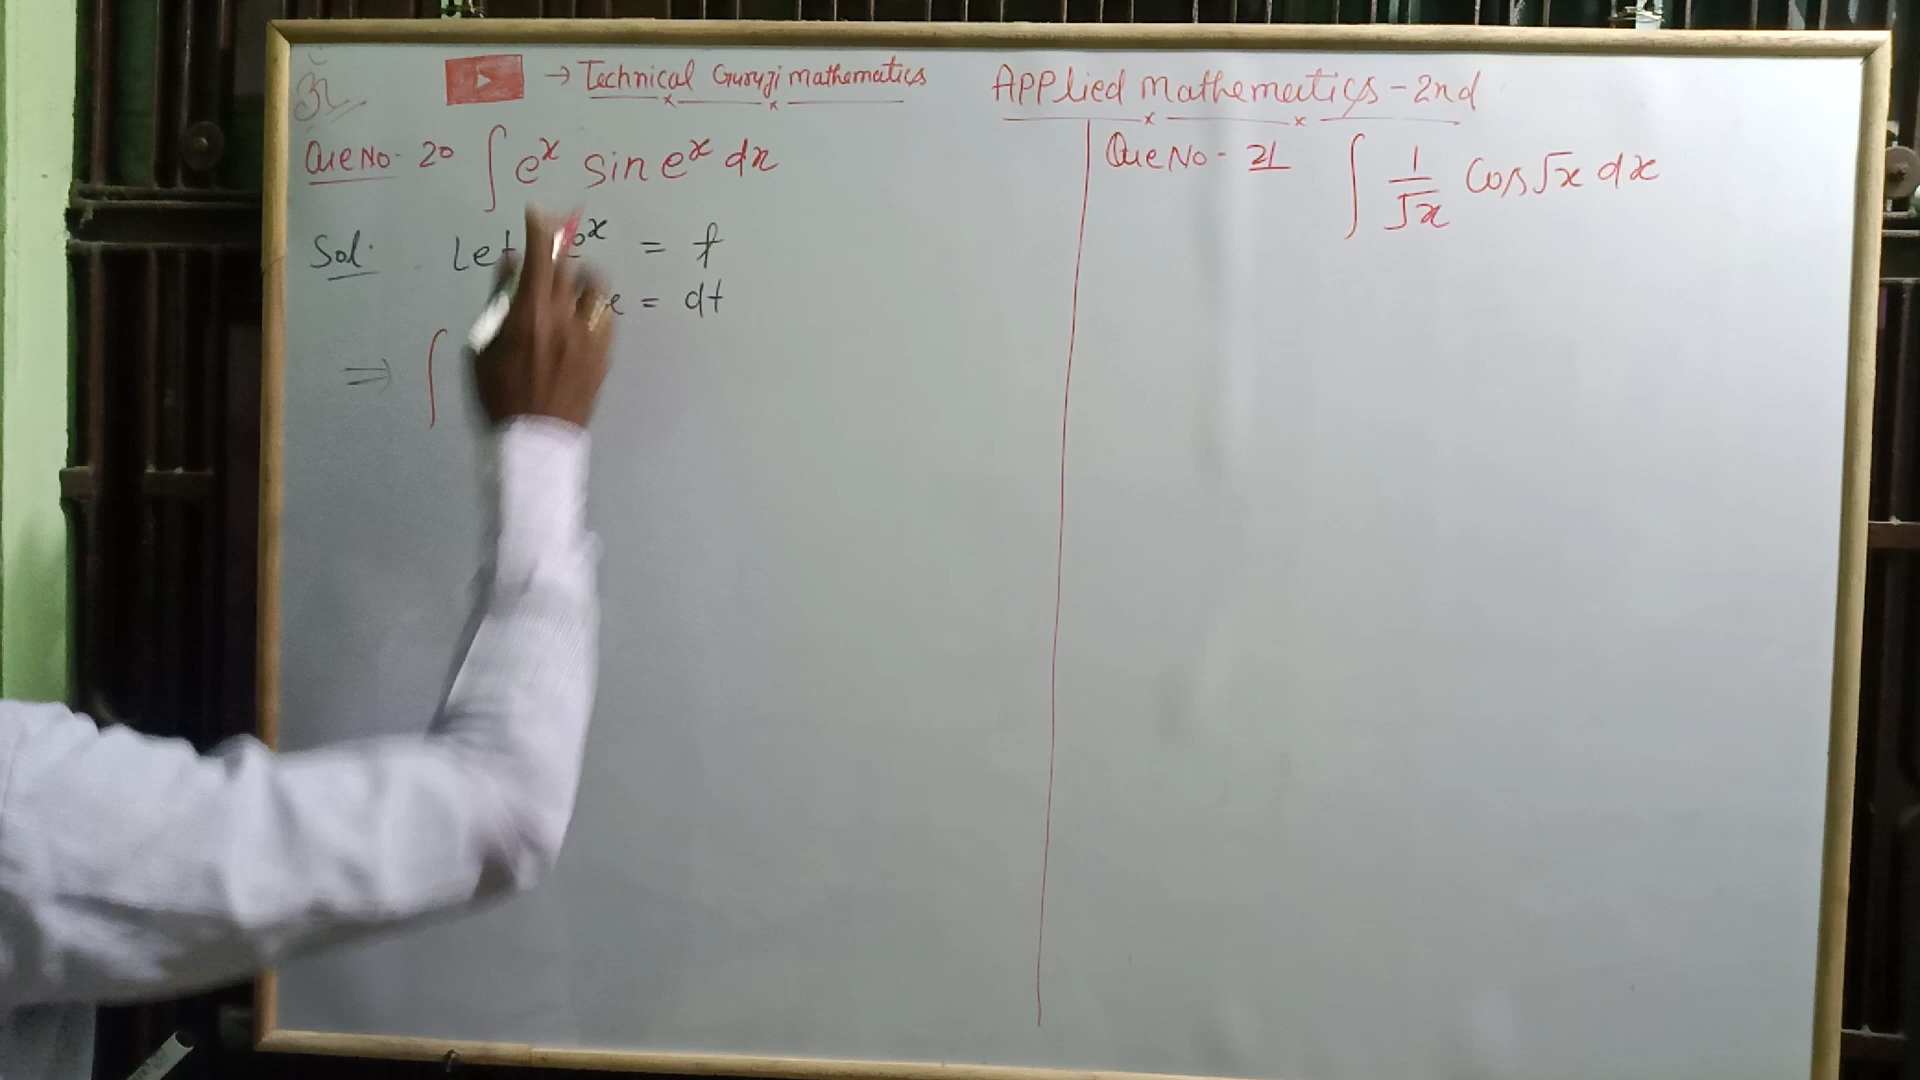 ॐ
→ Technical Guruji mathematics
Applied Mathematics - 2nd
Que No. 20 ∫ e^x sin e^x dx
Sol. Let e^x = t
= dt
⇒ ∫
Que No - 21 ∫ 1/√x Cos √x dx